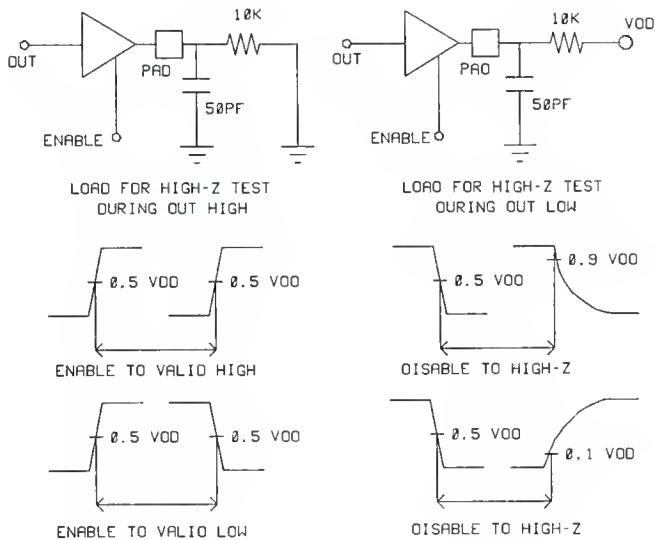 10K
OUT
PAD
50PF
ENABLE
LOAD FOR HIGH-Z TEST
DURING OUT HIGH
10K
VDD
OUT
PAD
50PF
ENABLE
LOAD FOR HIGH-Z TEST
DURING OUT LOW
0.5 VDD
0.5 VDD
ENABLE TO VALID HIGH
0.5 VDD
0.9 VDD
DISABLE TO HIGH-Z
0.5 VDD
0.5 VDD
ENABLE TO VALID LOW
0.5 VDD
0.1 VDD
DISABLE TO HIGH-Z